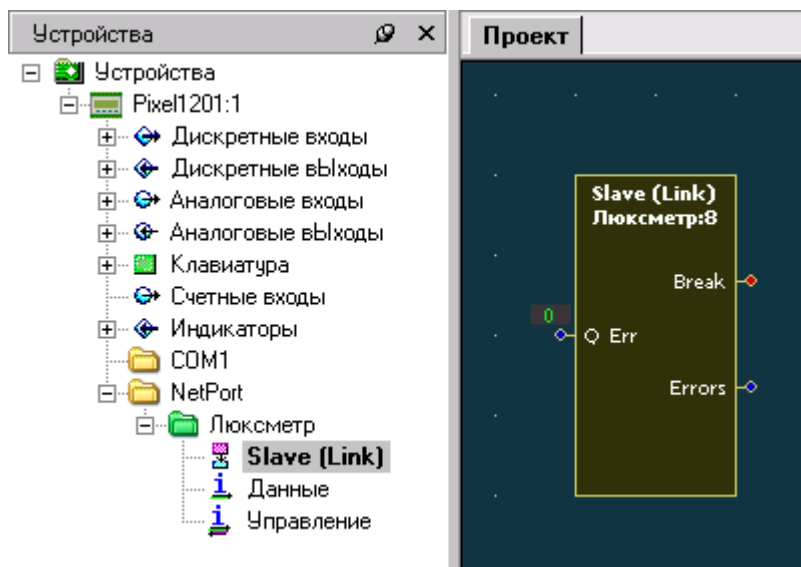 Устройства
Устройства
Pixel1201:1
Дискретные входы
Дискретные вЫходы
Аналоговые входы
Аналоговые вЫходы
Клавиатура
Счетные входы
Индикаторы
COM1
NetPort
Люксметр
Slave (Link)
Данные
Управление
Проект
Slave (Link)
Люксметр:8
Break
0
Err
Errors